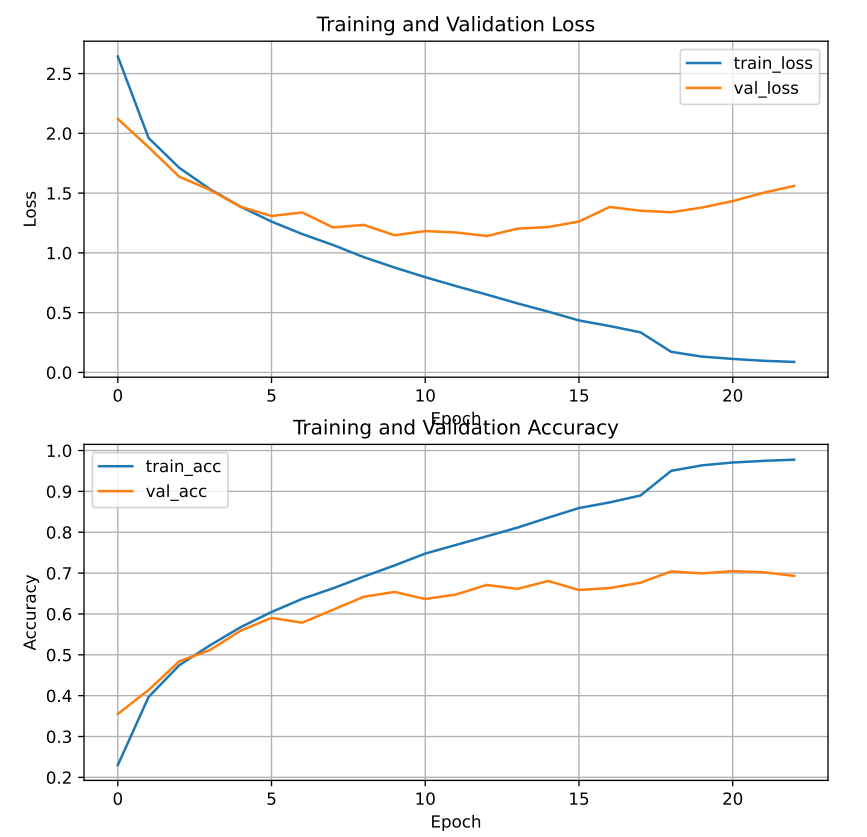 Training and Validation Loss
train_loss
val_loss
Loss
2.5
2.0
1.5
1.0
0.5
0.0
0 5 10 15 20
Epoch
Training and Validation Accuracy
train_acc
val_acc
Accuracy
1.0
0.9
0.8
0.7
0.6
0.5
0.4
0.3
0.2
0 5 10 15 20
Epoch